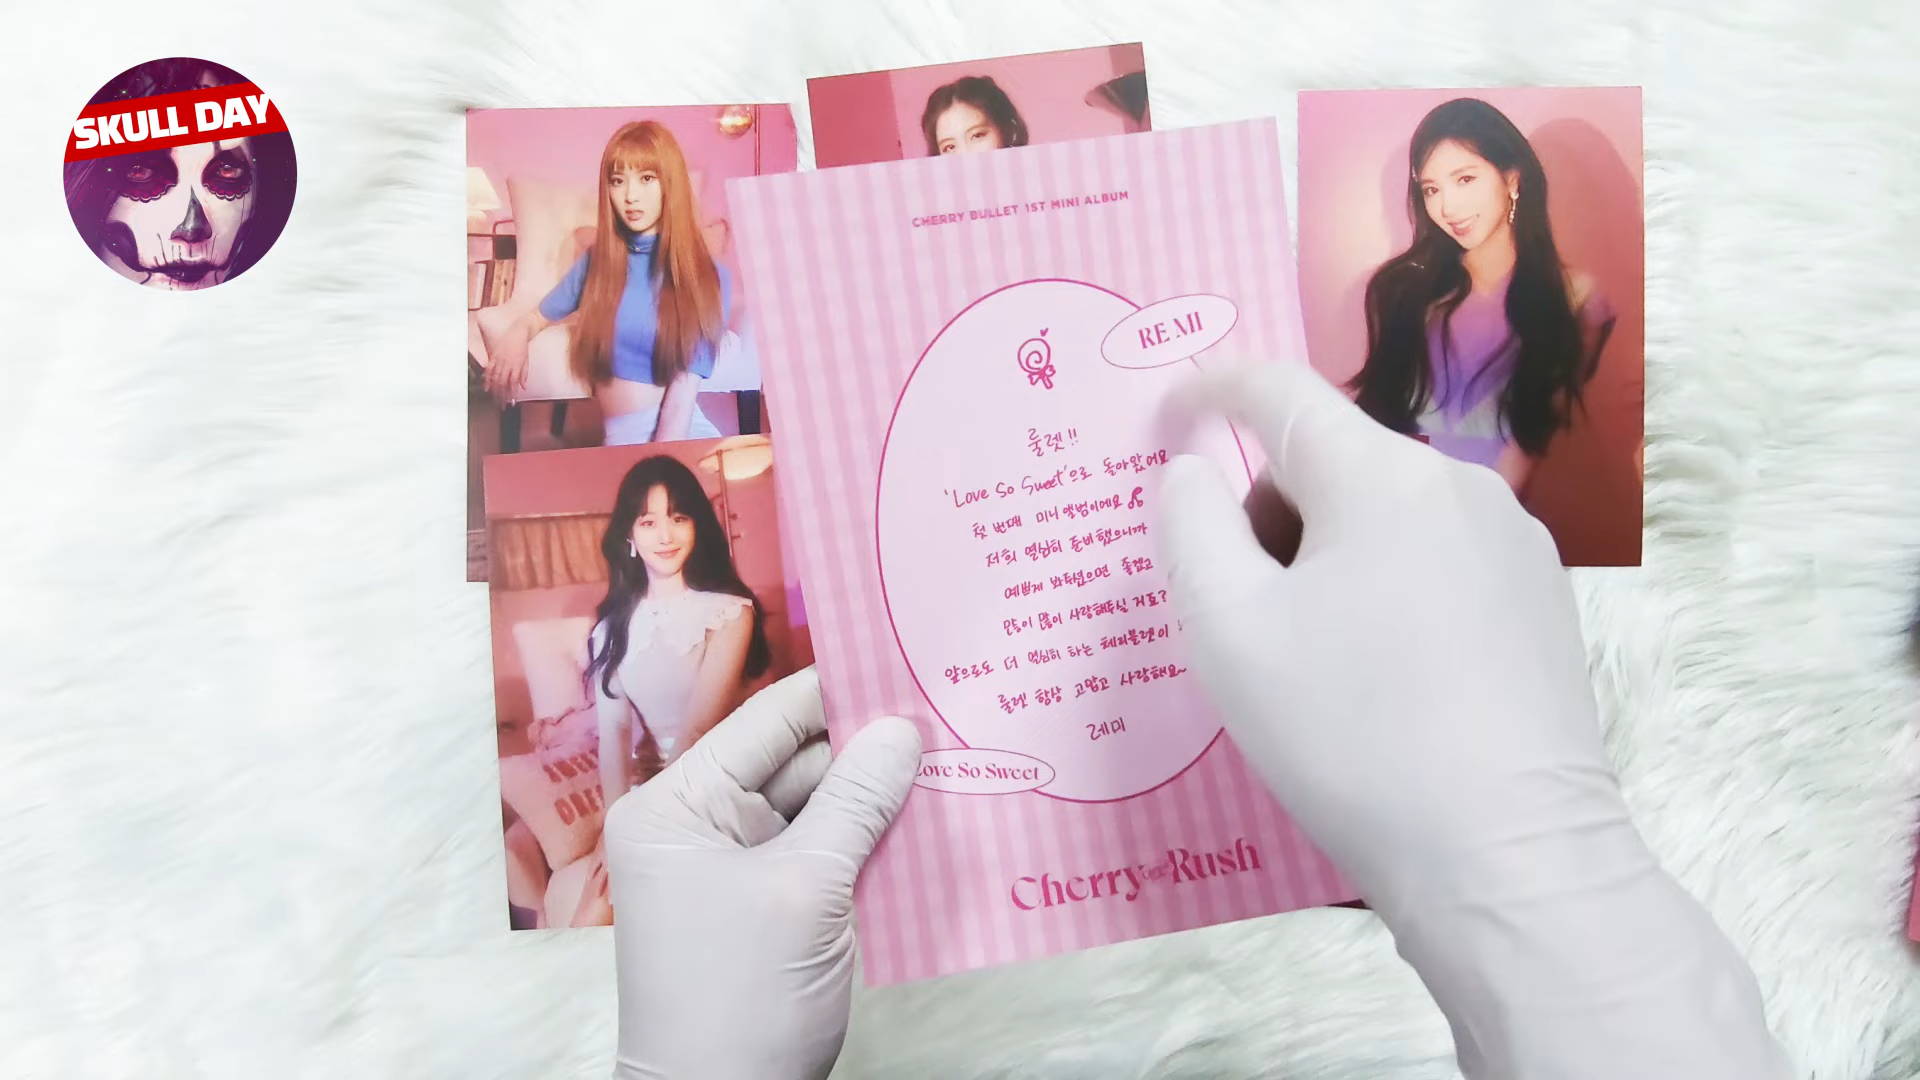 SKULL DAY
CHERRY BULLET 1ST MINI ALBUM
RE MI
룰렛!!
'Love So Sweet'으로 돌아왔어요
첫 번째 미니앨범이에요
저희 열심히 준비했으니까
예쁘게 봐주셨으면 좋겠고
많이 많이 사랑해주실 거죠?
앞으로도 더 열심히 하는 체리블렛이
룰렛 항상 고맙고 사랑해요~
레미
Love So Sweet
Cherry Rush
SWEET
ONE